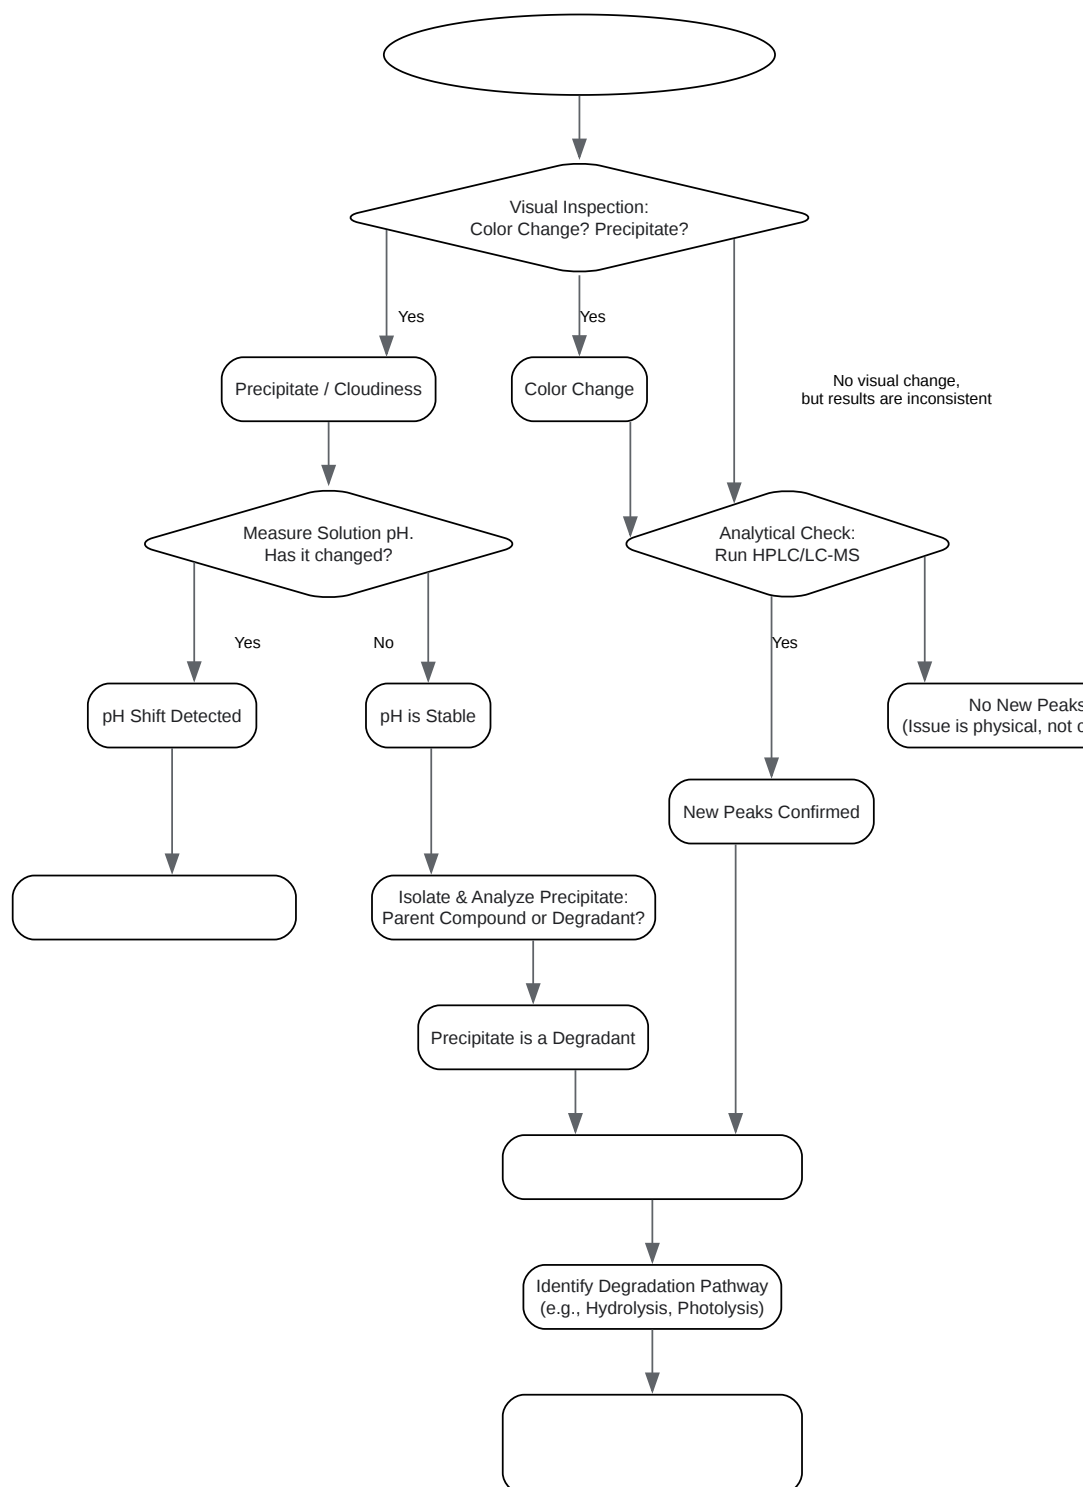 Visual Inspection:
Color Change? Precipitate?
Yes
Yes
Precipitate / Cloudiness
Color Change
No visual change,
but results are inconsistent
Measure Solution pH.
Has it changed?
Analytical Check:
Run HPLC/LC-MS
Yes
No
Yes
pH Shift Detected
pH is Stable
No New Peaks
(Issue is physical, not
New Peaks Confirmed
Isolate & Analyze Precipitate:
Parent Compound or Degradant?
Precipitate is a Degradant
Identify Degradation Pathway
(e.g., Hydrolysis, Photolysis)